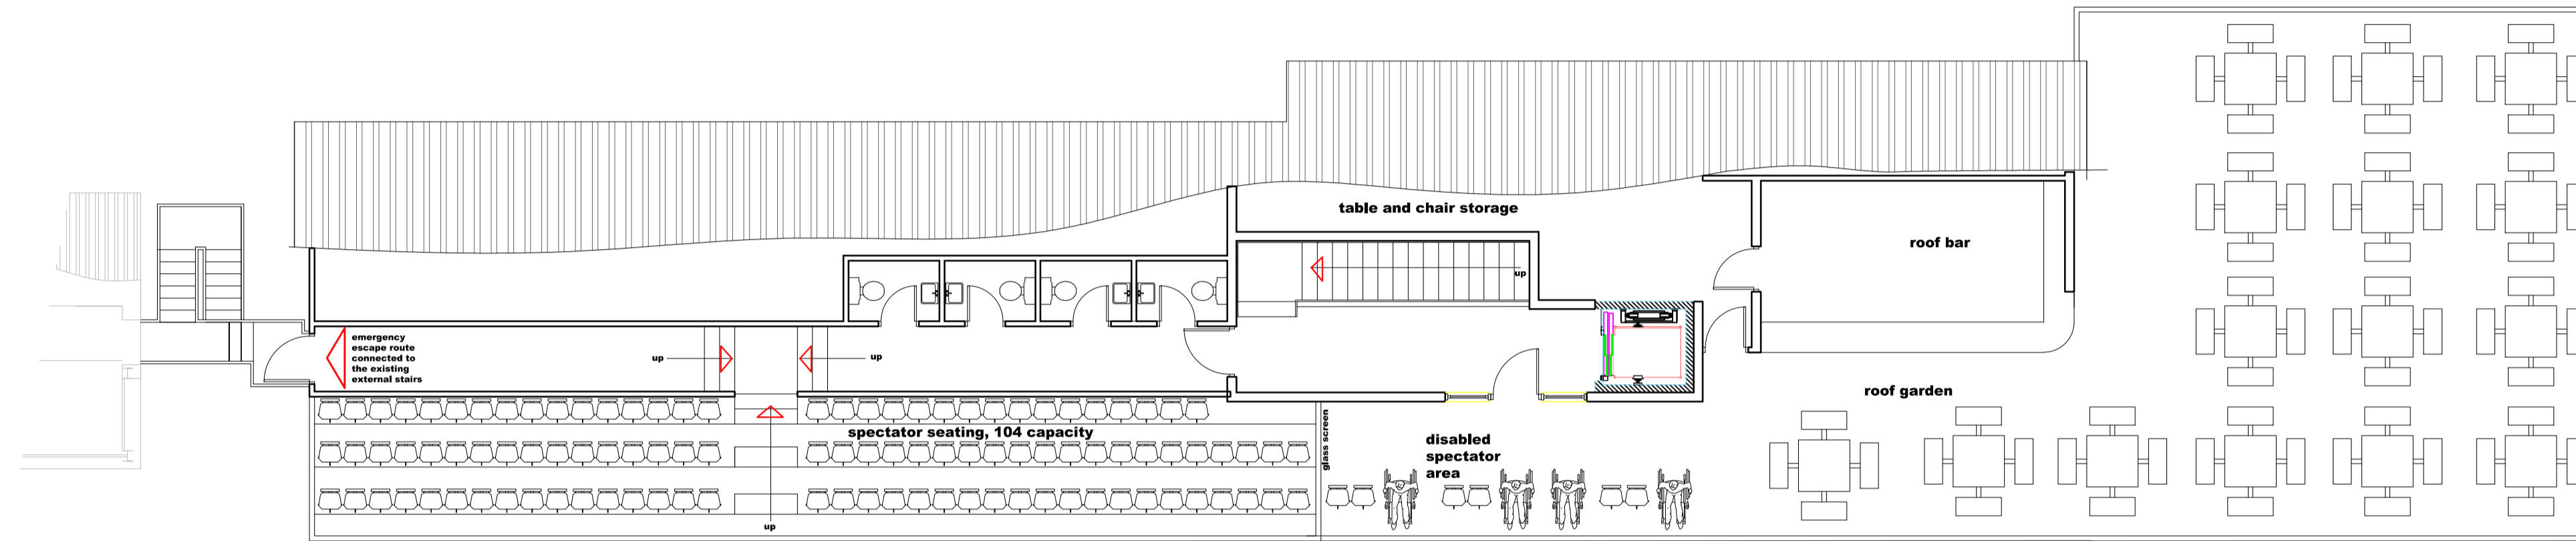 table and chair storage
roof bar
up
emergency
escape route
connected to
the existing
external stairs
up
up
roof garden
spectator seating, 104 capacity
glass screen
disabled
spectator
area
up